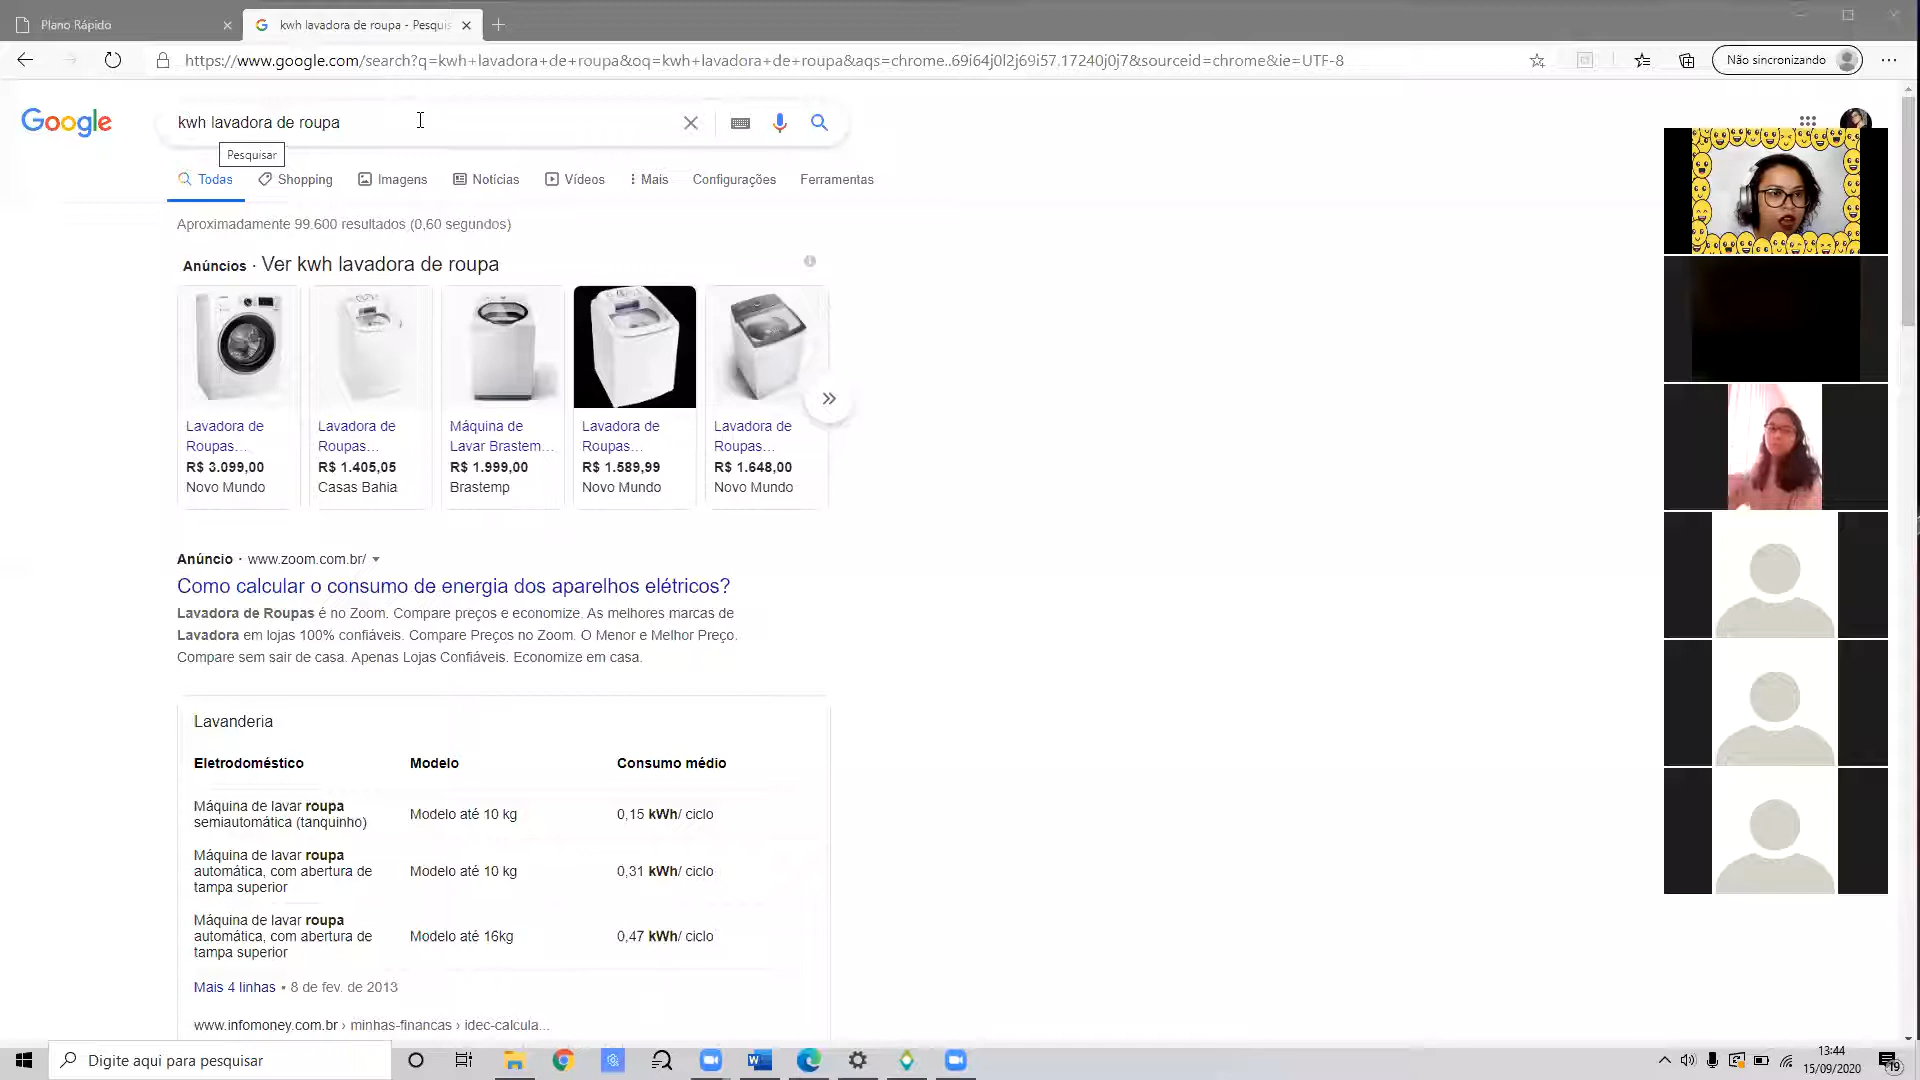 Plano Rápido
kwh lavadora de roupa - Pesquis
https://www.google.com/search?q=kwh+lavadora+de+roupa&oq=kwh+lavadora+de+roupa&aqs=chrome..69i64j0l2j69i57.17240j0j7&sourceid=chrome&ie=UTF-8
Não sincronizando
Google
kwh lavadora de roupa
Pesquisar
Todas
Shopping
Imagens
Notícias
Vídeos
Mais
Configurações
Ferramentas
Aproximadamente 99.600 resultados (0,60 segundos)
Anúncios · Ver kwh lavadora de roupa
Lavadora de
Roupas...
R$ 3.099,00
Novo Mundo
Lavadora de
Roupas...
R$ 1.405,05
Casas Bahia
Máquina de
Lavar Brastem...
R$ 1.999,00
Brastemp
Lavadora de
Roupas...
R$ 1.589,99
Novo Mundo
Lavadora de
Roupas...
R$ 1.648,00
Novo Mundo
Anúncio · www.zoom.com.br/
Como calcular o consumo de energia dos aparelhos elétricos?
Lavadora de Roupas é no Zoom. Compare preços e economize. As melhores marcas de
Lavadora em lojas 100% confiáveis. Compare Preços no Zoom. O Menor e Melhor Preço.
Compare sem sair de casa. Apenas Lojas Confiáveis. Economize em casa.
Lavanderia
Eletrodoméstico Modelo Consumo médio
Máquina de lavar roupa
semiautomática (tanquinho)
Modelo até 10 kg
0,15 kWh/ ciclo
Máquina de lavar roupa
automática, com abertura de
tampa superior
Modelo até 10 kg
0,31 kWh/ ciclo
Máquina de lavar roupa
automática, com abertura de
tampa superior
Modelo até 16kg
0,47 kWh/ ciclo
Mais 4 linhas • 8 de fev. de 2013
www.infomoney.com.br › minhas-financas › idec-calcula...
Digite aqui para pesquisar
13:44
15/09/2020
19